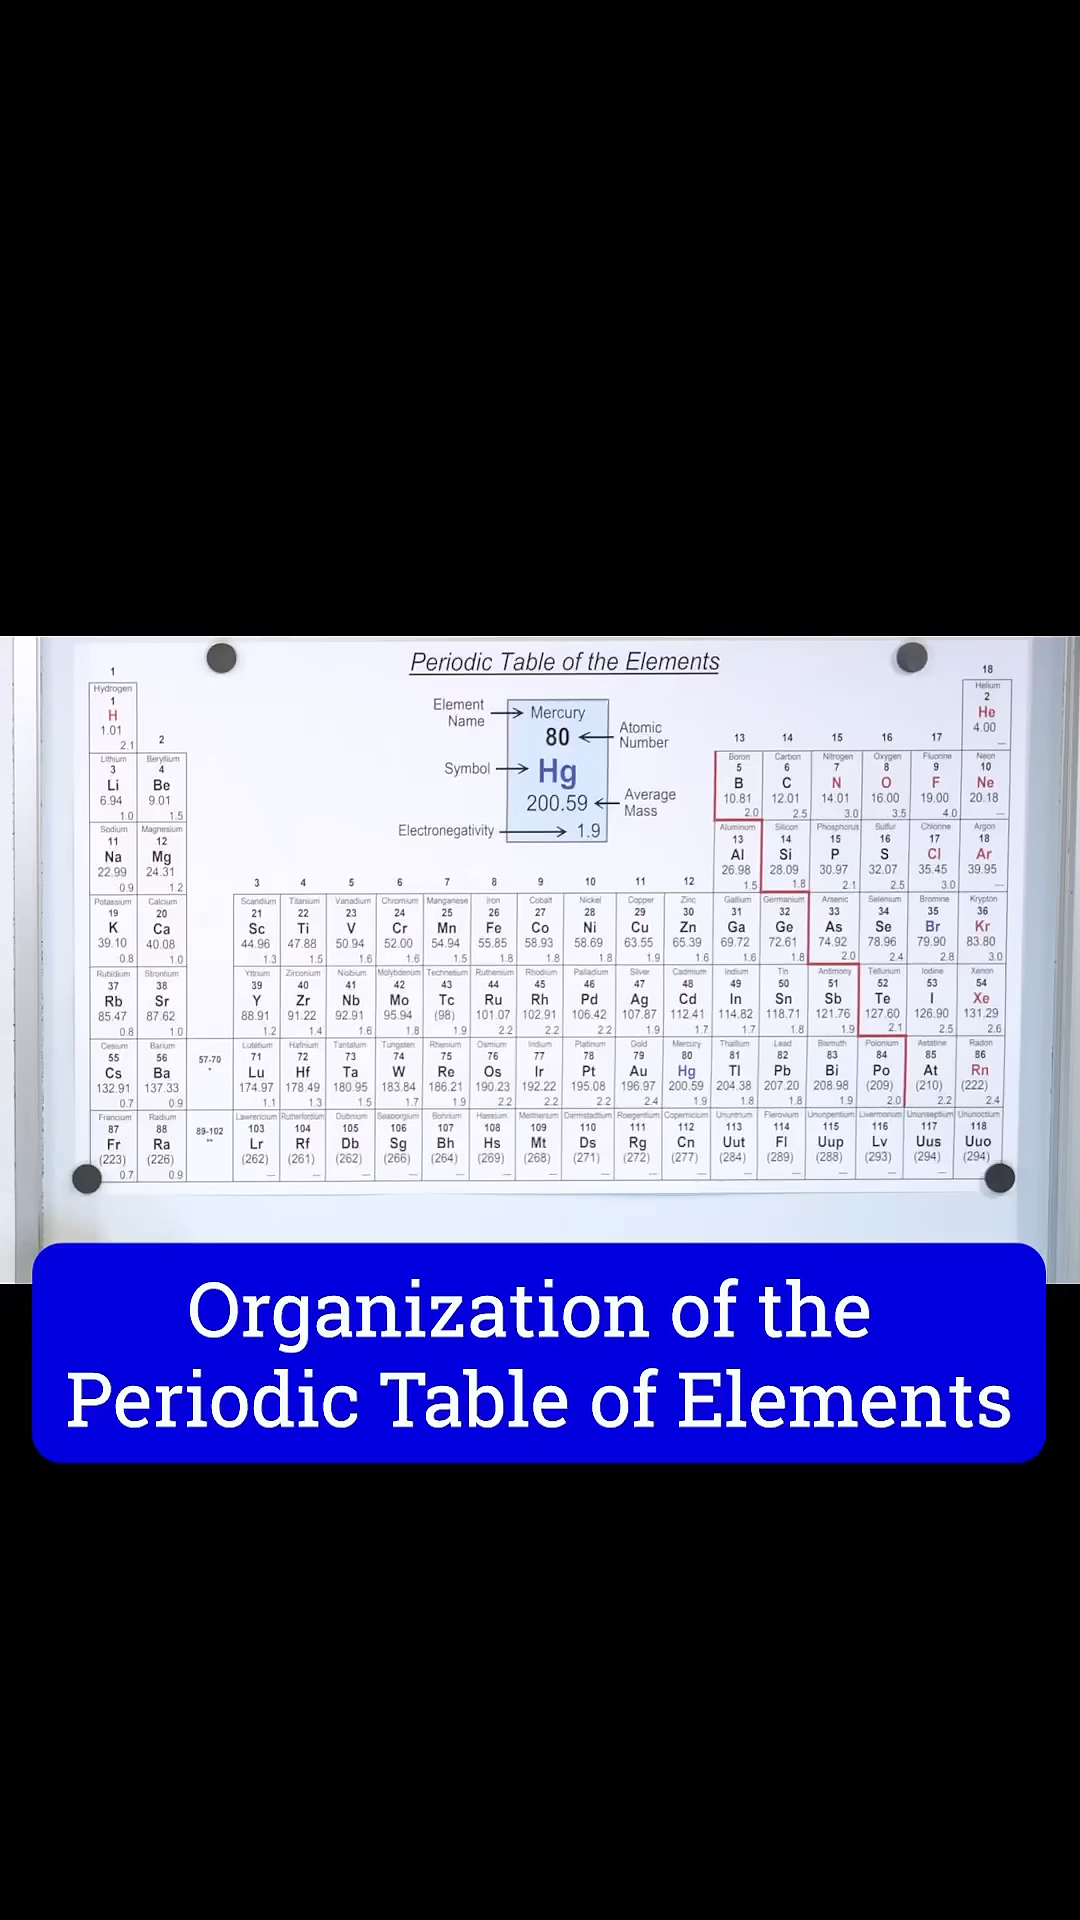 Periodic Table of the Elements
1
18
Hydrogen
1
H
1.01
2.1
Helium
2
He
4.00
—
Element Name
Mercury
80
Atomic Number
Symbol
Hg
200.59
Average Mass
Electronegativity
1.9
2
13 14 15 16 17
Lithium Beryllium Boron Carbon Nitrogen Oxygen Fluorine Neon
3 4 5 6 7 8 9 10
Li Be B C N O F Ne
6.94 9.01 10.81 12.01 14.01 16.00 19.00 20.18
1.0 1.5 2.0 2.5 3.0 3.5 4.0 —
Sodium Magnesium Aluminum Silicon Phosphorus Sulfur Chlorine Argon
11 12 13 14 15 16 17 18
Na Mg Al Si P S Cl Ar
22.99 24.31 26.98 28.09 30.97 32.07 35.45 39.95
0.9 1.2 1.5 1.8 2.1 2.5 3.0 —
3 4 5 6 7 8 9 10 11 12
Potassium Calcium Scandium Titanium Vanadium Chromium Manganese Iron Cobalt Nickel Copper Zinc Gallium Germanium Arsenic Selenium Bromine Krypton
19 20 21 22 23 24 25 26 27 28 29 30 31 32 33 34 35 36
K Ca Sc Ti V Cr Mn Fe Co Ni Cu Zn Ga Ge As Se Br Kr
39.10 40.08 44.96 47.88 50.94 52.00 54.94 55.85 58.93 58.69 63.55 65.39 69.72 72.61 74.92 78.96 79.90 83.80
0.8 1.0 1.3 1.5 1.6 1.6 1.5 1.8 1.8 1.8 1.9 1.6 1.6 1.8 2.0 2.4 2.8 3.0
Rubidium Strontium Yttrium Zirconium Niobium Molybdenum Technetium Ruthenium Rhodium Palladium Silver Cadmium Indium Tin Antimony Tellurium Iodine Xenon
37 38 39 40 41 42 43 44 45 46 47 48 49 50 51 52 53 54
Rb Sr Y Zr Nb Mo Tc Ru Rh Pd Ag Cd In Sn Sb Te I Xe
85.47 87.62 88.91 91.22 92.91 95.94 (98) 101.07 102.91 106.42 107.87 112.41 114.82 118.71 121.76 127.60 126.90 131.29
0.8 1.0 1.2 1.4 1.6 1.8 1.9 2.2 2.2 2.2 1.9 1.7 1.7 1.8 1.9 2.1 2.5 2.6
Cesium Barium Lutetium Hafnium Tantalum Tungsten Rhenium Osmium Iridium Platinum Gold Mercury Thallium Lead Bismuth Polonium Astatine Radon
55 56 57-70 71 72 73 74 75 76 77 78 79 80 81 82 83 84 85 86
Cs Ba * Lu Hf Ta W Re Os Ir Pt Au Hg Tl Pb Bi Po At Rn
132.91 137.33 174.97 178.49 180.95 183.84 186.21 190.23 192.22 195.08 196.97 200.59 204.38 207.20 208.98 (209) (210) (222)
0.7 0.9 1.1 1.3 1.5 1.7 1.9 2.2 2.2 2.2 2.4 1.9 1.8 1.8 1.9 2.0 2.2 2.4
Francium Radium Lawrencium Rutherfordium Dubnium Seaborgium Bohrium Hassium Meitnerium Darmstadtium Roegentium Copernicium Ununtrium Flerovium Ununpentium Livermorium Ununseptium Ununoctium
87 88 89-102 103 104 105 106 107 108 109 110 111 112 113 114 115 116 117 118
Fr Ra ** Lr Rf Db Sg Bh Hs Mt Ds Rg Cn Uut Fl Uup Lv Uus Uuo
(223) (226) (262) (261) (262) (266) (264) (269) (268) (271) (272) (277) (284) (289) (288) (293) (294) (294)
0.7 0.9 — — — — — — — — — — — — — — — —
Organization of the
Periodic Table of Elements